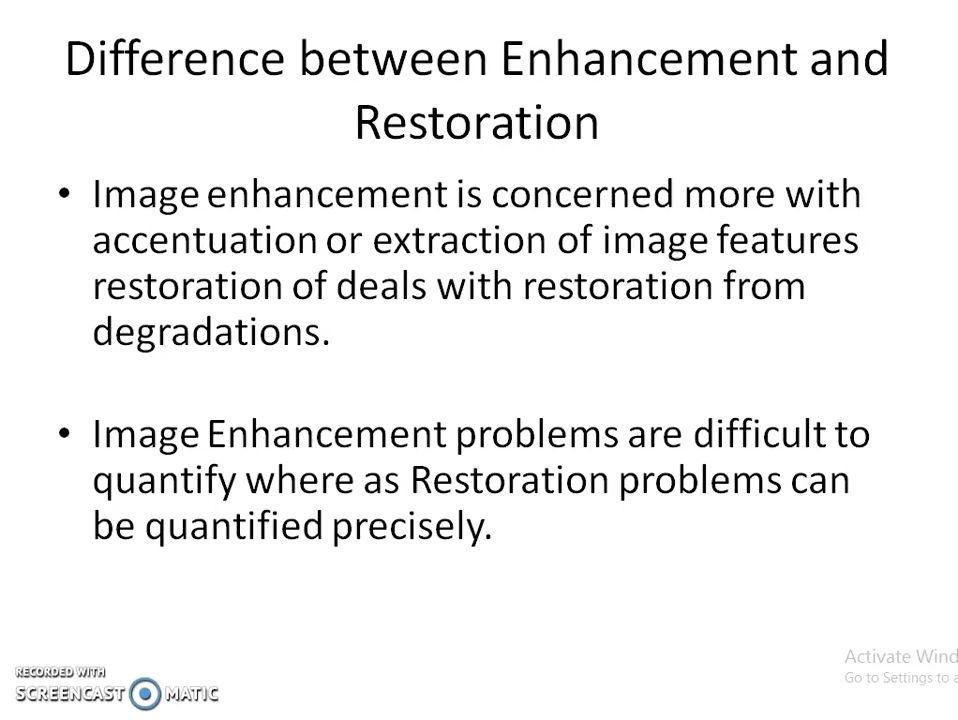 Difference between Enhancement and
Restoration
• Image enhancement is concerned more with
accentuation or extraction of image features
restoration of deals with restoration from
degradations.
• Image Enhancement problems are difficult to
quantify where as Restoration problems can
be quantified precisely.
Activate Wind
Go to Settings to a
RECORDED WITH
SCREENCAST MATIC